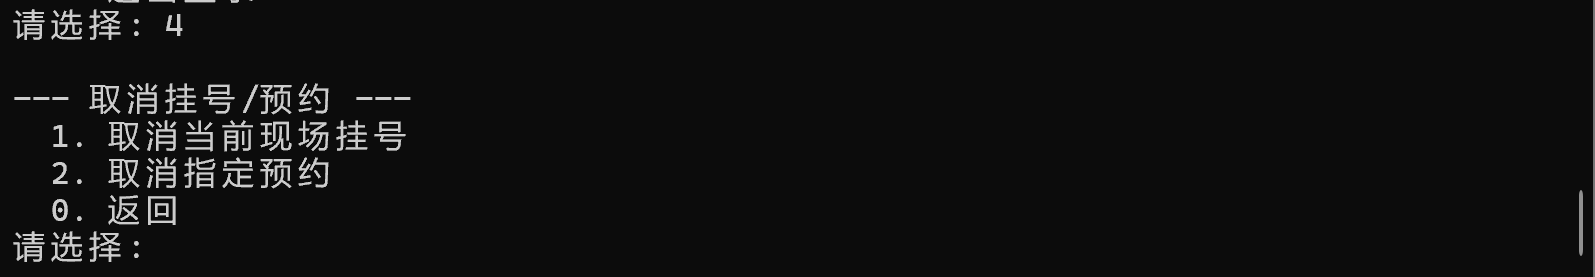 请选择: 4
--- 取消挂号/预约 ---
1. 取消当前现场挂号
2. 取消指定预约
0. 返回
请选择: